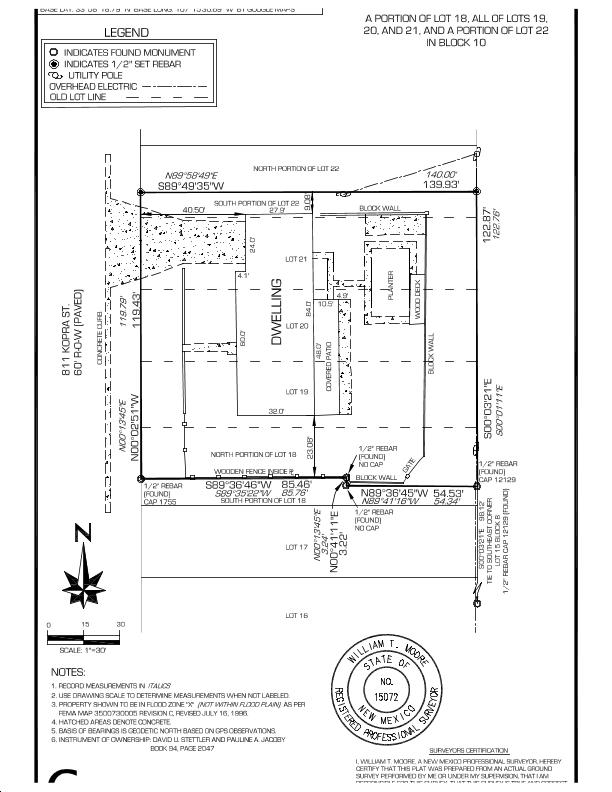 BASE LAT. 33°08'18.79" N BASE LONG. 107°1530.69" W BY GOOGLE MAPS
A PORTION OF LOT 18, ALL OF LOTS 19,
20, AND 21, AND A PORTION OF LOT 22
IN BLOCK 10
LEGEND
INDICATES FOUND MONUMENT
INDICATES 1/2" SET REBAR
UTILITY POLE
OVERHEAD ELECTRIC
OLD LOT LINE
NORTH PORTION OF LOT 22
N89°58'49"E
S89°49'35"W
140.00'
139.93'
SOUTH PORTION OF LOT 22
40.50'
27.9'
9.08'
BLOCK WALL
122.87'
122.76'
24.0'
LOT 21
4.1'
PLANTER
WOOD DECK
4.9'
10.5'
811 KOPRA ST.
60' R-O-W (PAVED)
CONCRETE CURB
119.79'
119.43'
DWELLING
84.0'
LOT 20
60.0'
48.0'
COVERED PATIO
BLOCK WALL
LOT 19
32.0'
N00°13'45"E
N00°02'51"W
S00°03'21"E
S00°01'11"E
23.08'
NORTH PORTION OF LOT 18
WOODEN FENCE INSIDE P
1/2" REBAR
(FOUND)
NO CAP
GATE
BLOCK WALL
1/2" REBAR
(FOUND)
CAP 12129
1/2" REBAR
(FOUND)
CAP 1755
S89°36'46"W 85.46'
S89°35'22"W 85.76'
SOUTH PORTION OF LOT 18
N89°36'45"W 54.53'
N89°41'16"W 54.34'
1/2" REBAR
(FOUND)
NO CAP
N00°13'45"E
3.24'
N00°41'11"E
3.22'
S00°03'21"E 98.12'
TIE TO SOUTHEAST CORNER
LOT 15 BLOCK B
1/2" REBAR CAP 12129 (FOUND)
LOT 17
LOT 16
N
0 15 30
SCALE: 1"=30'
WILLIAM T. MOORE
STATE OF
NO.
15072
NEW MEXICO
REGISTERED PROFESSIONAL SURVEYOR
NOTES:
1. RECORD MEASUREMENTS IN ITALICS
2. USE DRAWING SCALE TO DETERMINE MEASUREMENTS WHEN NOT LABELED.
3. PROPERTY SHOWN TO BE IN FLOOD ZONE "X" (NOT WITHIN FLOOD PLAIN) AS PER
FEMA MAP 3500730005 REVISION C, REVISED JULY 16, 1996.
4. HATCHED AREAS DENOTE CONCRETE.
5. BASIS OF BEARINGS IS GEODETIC NORTH BASED ON GPS OBSERVATIONS.
6. INSTRUMENT OF OWNERSHIP: DAVID U. STETTLER AND PAULINE A. JACOBY
BOOK 94, PAGE 2047
SURVEYORS CERTIFICATION
I, WILLIAM T. MOORE, A NEW MEXICO PROFESSIONAL SURVEYOR, HEREBY
CERTIFY THAT THIS PLAT WAS PREPARED FROM AN ACTUAL GROUND
SURVEY PERFORMED BY ME OR UNDER MY SUPERVISION, THAT I AM